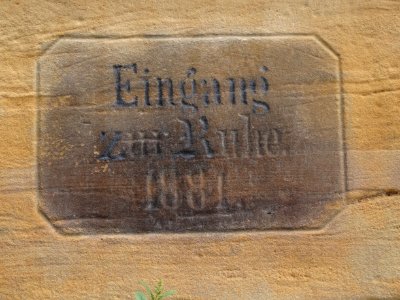 Eingang
zur Ruhe.
1881.